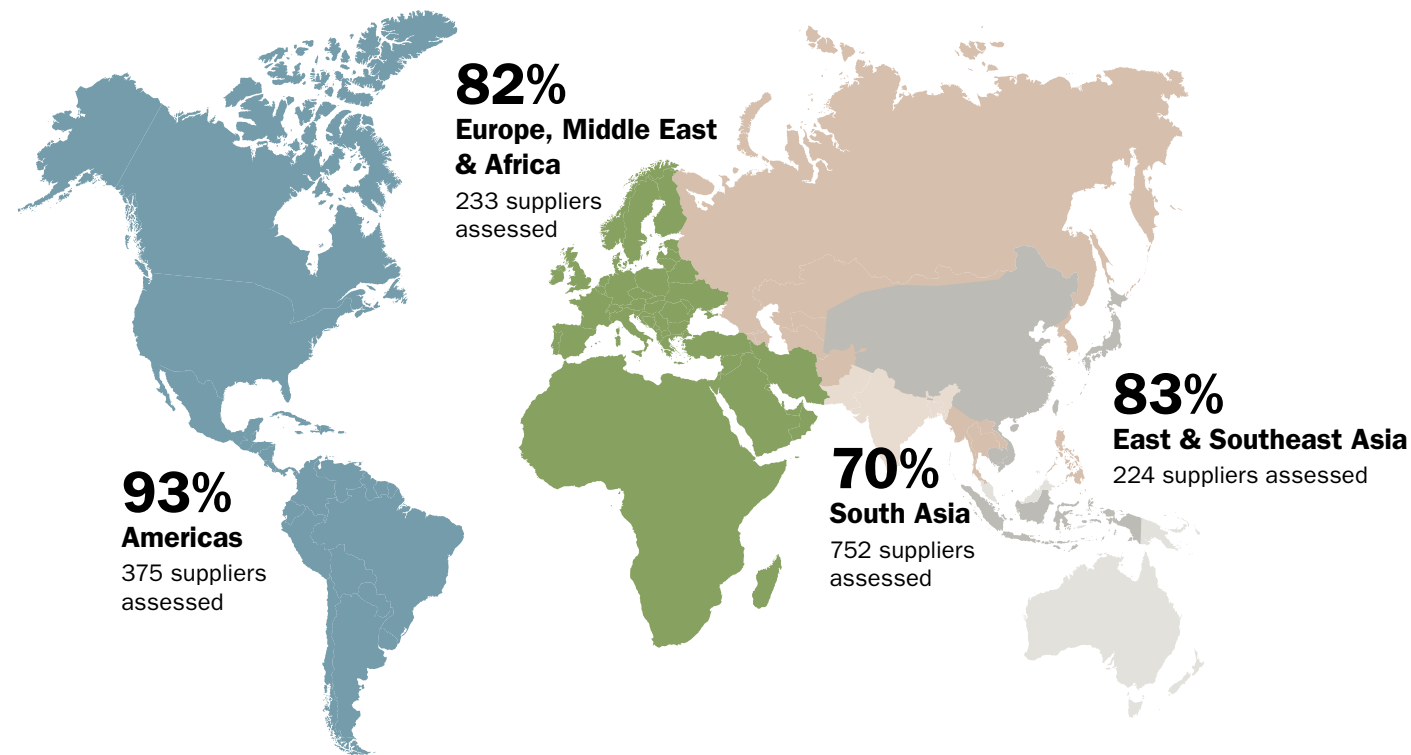 82%
Europe, Middle East
& Africa
233 suppliers
assessed
93%
Americas
375 suppliers
assessed
70%
South Asia
752 suppliers
assessed
83%
East & Southeast Asia
224 suppliers assessed